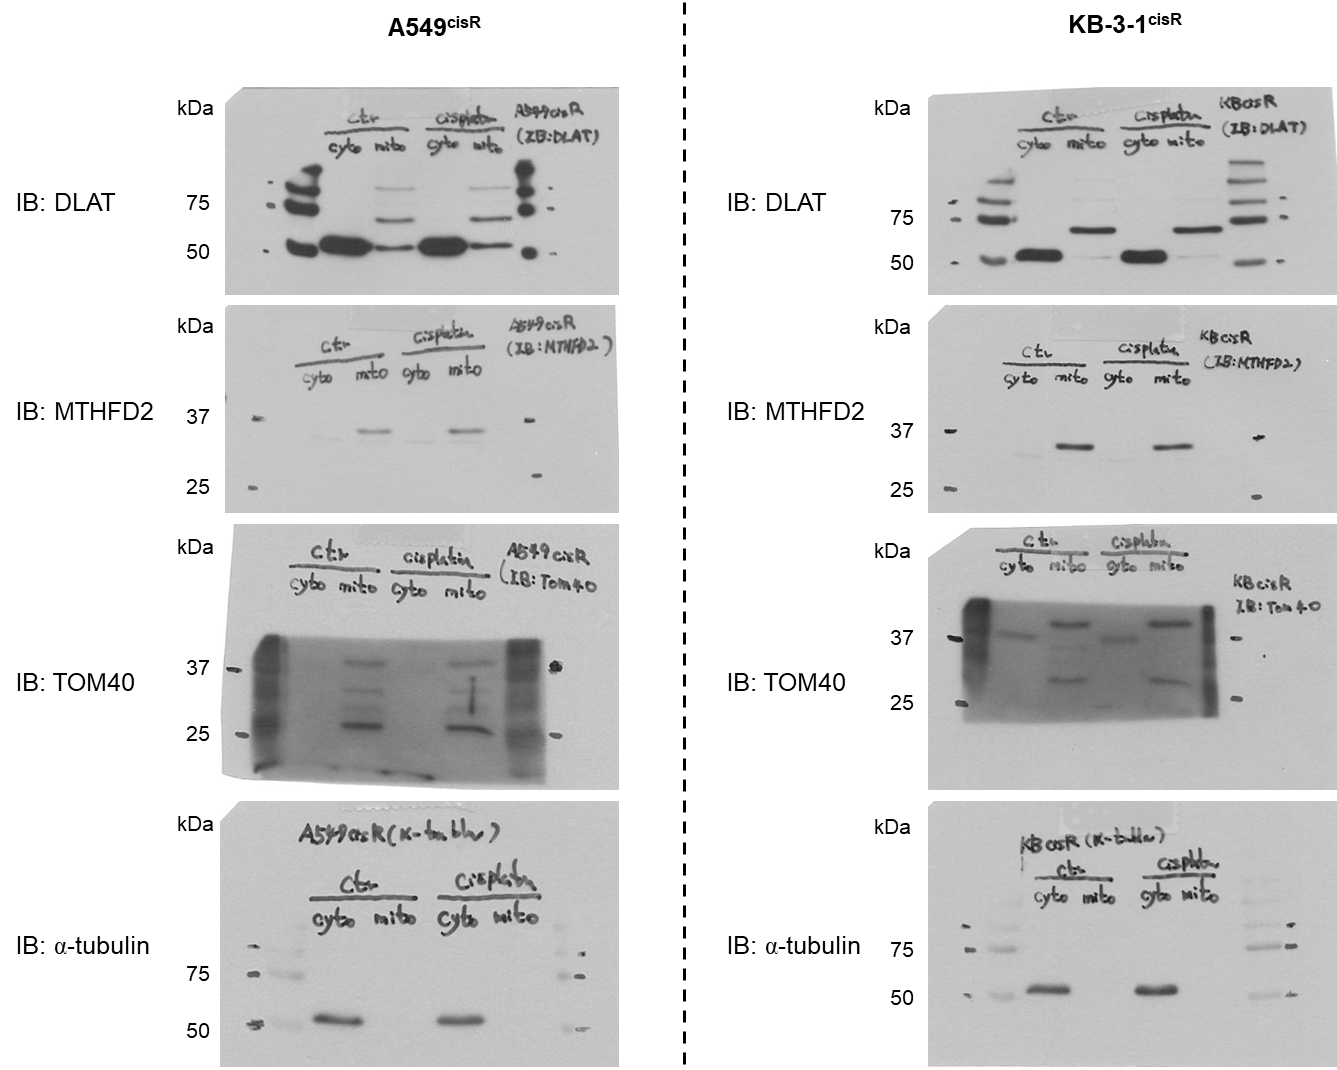 A549cisR
KB-3-1cisR
kDa
IB: DLAT
75
50
Ctr
cisplatin
cyto mito cyto mito
A549cisR
(IB:DLAT)
kDa
IB: MTHFD2
37
25
Ctr
cisplatin
cyto mito cyto mito
A549cisR
(IB:MTHFD2)
kDa
IB: TOM40
37
25
Ctr
cisplatin
cyto mito cyto mito
A549cisR
(IB:Tom40
kDa
IB: α-tubulin
75
50
Ctr
cisplatin
cyto mito cyto mito
kDa
IB: DLAT
75
50
Ctr
cisplatin
cyto mito cyto mito
KBcisR
(IB:DLAT)
kDa
IB: MTHFD2
37
25
Ctr
cisplatin
cyto mito cyto mito
KBcisR
(IB:MTHFD2)
kDa
IB: TOM40
37
25
Ctr
cisplatin
cyto mito cyto mito
KBcisR
IB:Tom40
kDa
IB: α-tubulin
75
50
Ctr
cisplatin
cyto mito cyto mito